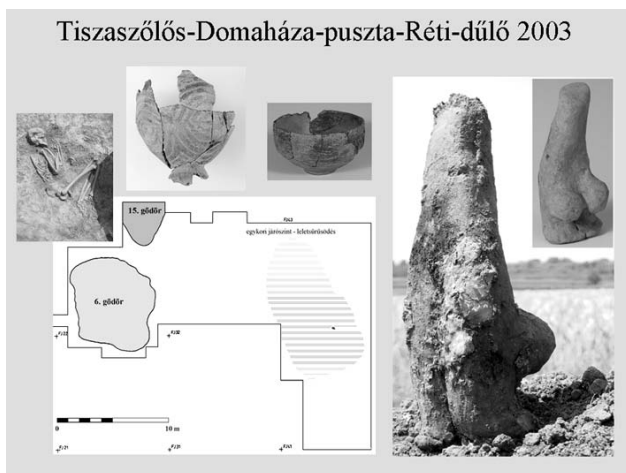 Tiszaszőlős-Domaháza-puszta-Réti-dűlő 2003
15. gödör
egykori járószint - leletsűrűsödés
6. gödör
0
10 m